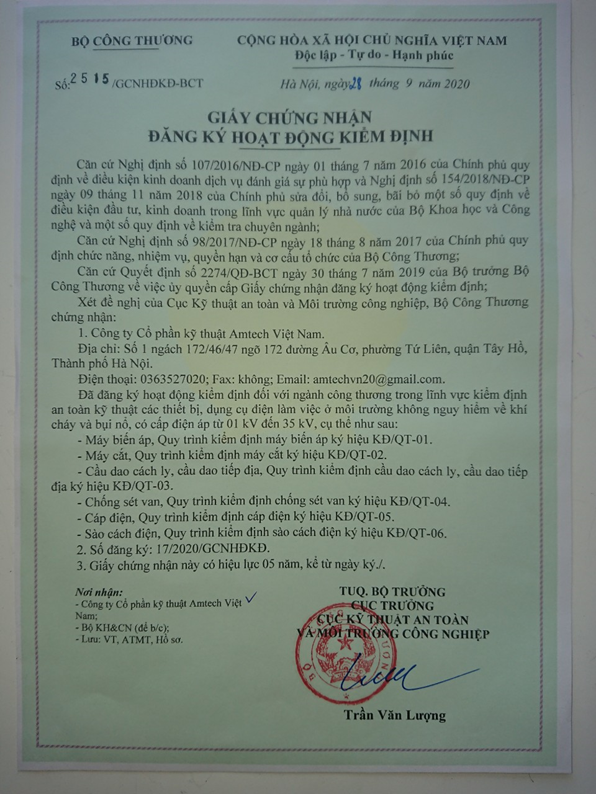 BỘ CÔNG THƯƠNG
CỘNG HÒA XÃ HỘI CHỦ NGHĨA VIỆT NAM
Độc lập - Tự do - Hạnh phúc
Số: 2515/GCNHĐKĐ-BCT
Hà Nội, ngày 28 tháng 9 năm 2020
GIẤY CHỨNG NHẬN
ĐĂNG KÝ HOẠT ĐỘNG KIỂM ĐỊNH
Căn cứ Nghị định số 107/2016/NĐ-CP ngày 01 tháng 7 năm 2016 của Chính phủ quy
định về điều kiện kinh doanh dịch vụ đánh giá sự phù hợp và Nghị định số 154/2018/NĐ-CP
ngày 09 tháng 11 năm 2018 của Chính phủ sửa đổi, bổ sung, bãi bỏ một số quy định về
điều kiện đầu tư, kinh doanh trong lĩnh vực quản lý nhà nước của Bộ Khoa học và Công
nghệ và một số quy định về kiểm tra chuyên ngành;
Căn cứ Nghị định số 98/2017/NĐ-CP ngày 18 tháng 8 năm 2017 của Chính phủ quy
định chức năng, nhiệm vụ, quyền hạn và cơ cấu tổ chức của Bộ Công Thương;
Căn cứ Quyết định số 2274/QĐ-BCT ngày 30 tháng 7 năm 2019 của Bộ trưởng Bộ
Công Thương về việc ủy quyền cấp Giấy chứng nhận đăng ký hoạt động kiểm định;
Xét đề nghị của Cục Kỹ thuật an toàn và Môi trường công nghiệp, Bộ Công Thương
chứng nhận:
1. Công ty Cổ phần kỹ thuật Amtech Việt Nam.
Địa chỉ: Số 1 ngách 172/46/47 ngõ 172 đường Âu Cơ, phường Tứ Liên, quận Tây Hồ,
Thành phố Hà Nội.
Điện thoại: 0363527020; Fax: không; Email: amtechvn20@gmail.com.
Đã đăng ký hoạt động kiểm định đối với ngành công thương trong lĩnh vực kiểm định
an toàn kỹ thuật các thiết bị, dụng cụ điện làm việc ở môi trường không nguy hiểm về khí
cháy và bụi nổ, có cấp điện áp từ 01 kV đến 35 kV, cụ thể như sau:
- Máy biến áp, Quy trình kiểm định máy biến áp ký hiệu KĐ/QT-01.
- Máy cắt, Quy trình kiểm định máy cắt ký hiệu KĐ/QT-02.
- Cầu dao cách ly, cầu dao tiếp địa, Quy trình kiểm định cầu dao cách ly, cầu dao tiếp
địa ký hiệu KĐ/QT-03.
- Chống sét van, Quy trình kiểm định chống sét van ký hiệu KĐ/QT-04.
- Cáp điện, Quy trình kiểm định cáp điện ký hiệu KĐ/QT-05.
- Sào cách điện, Quy trình kiểm định sào cách điện ký hiệu KĐ/QT-06.
2. Số đăng ký: 17/2020/GCNHĐKĐ.
3. Giấy chứng nhận này có hiệu lực 05 năm, kể từ ngày ký./.
Nơi nhận:
- Công ty Cổ phần kỹ thuật Amtech Việt
Nam;
- Bộ KH&CN (để b/c);
- Lưu: VT, ATMT, Hồ sơ.
TUQ. BỘ TRƯỞNG
CỤC TRƯỞNG
CỤC KỸ THUẬT AN TOÀN
VÀ MÔI TRƯỜNG CÔNG NGHIỆP
Trần Văn Lượng